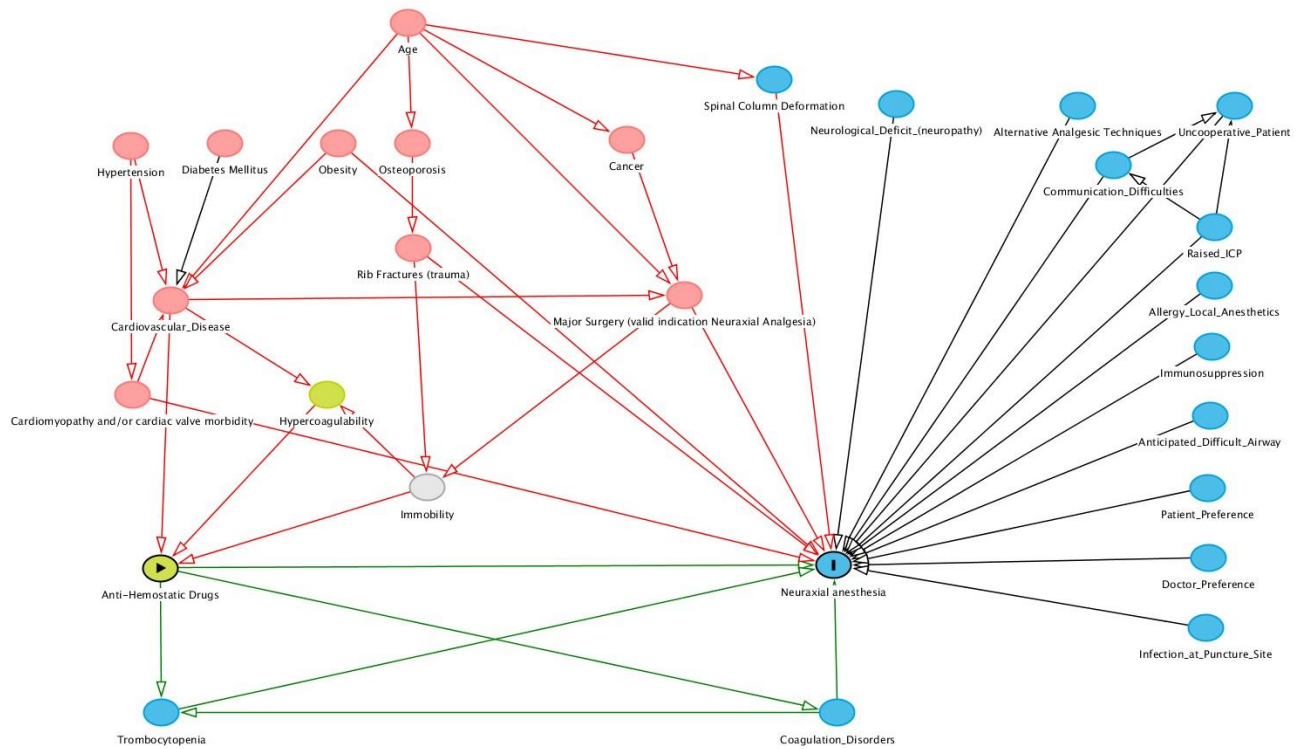 Age
Spinal Column Deformation
Neurological_Deficit_(neuropathy)
Alternative Analgesic Techniques
Uncooperative_Patient
Hypertension
Diabetes Mellitus
Obesity
Osteoporosis
Cancer
Communication_Difficulties
Raised_ICP
Rib Fractures (trauma)
Cardiovascular_Disease
Major Surgery (valid indication Neuraxial Analgesia)
Allergy_Local_Anesthetics
Immunosuppression
Cardiomyopathy and/or cardiac valve morbidity
Hypercoagulability
Anticipated_Difficult_Airway
Immobility
Patient_Preference
Anti-Hemostatic Drugs
Neuraxial anesthesia
Doctor_Preference
Infection_at_Puncture_Site
Trombocytopenia
Coagulation_Disorders